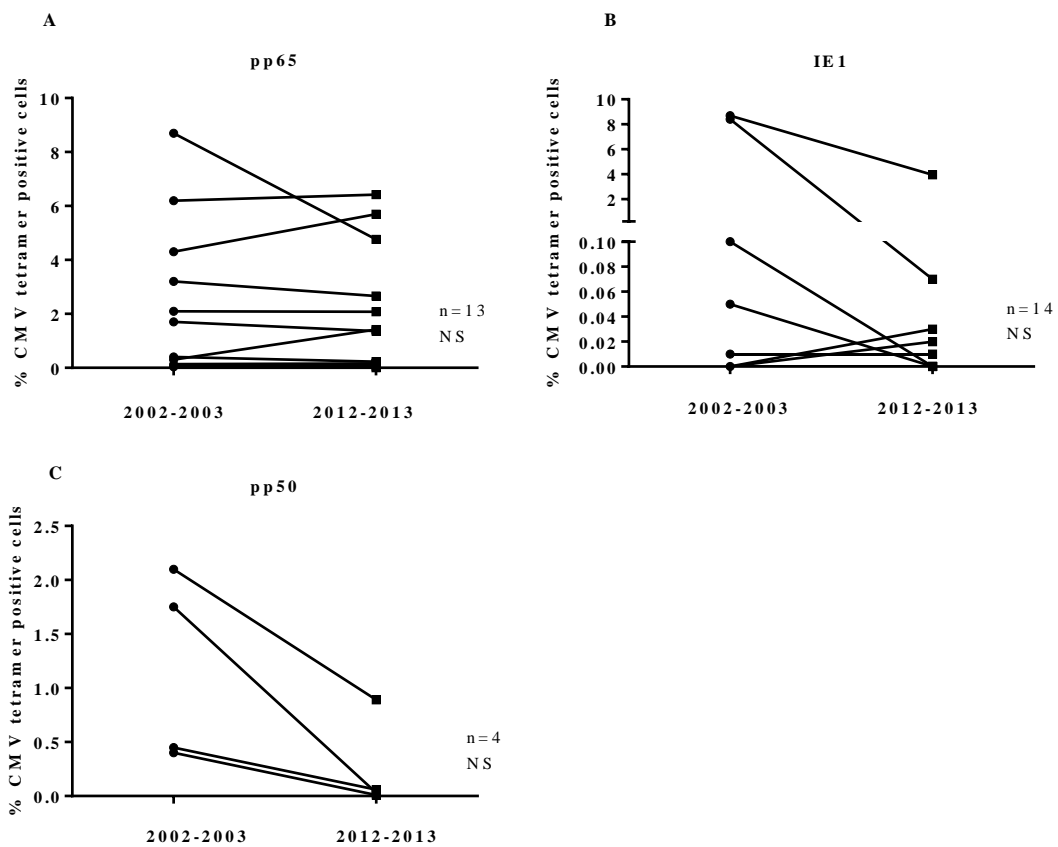 A
pp65
% CMV tetramer positive cells
10
8
6
4
2
0
2002-2003
2012-2013
n=13
NS
B
IE1
% CMV tetramer positive cells
10
8
6
4
2
0.10
0.08
0.06
0.04
0.02
0.00
2002-2003
2012-2013
n=14
NS
C
pp50
% CMV tetramer positive cells
2.5
2.0
1.5
1.0
0.5
0.0
2002-2003
2012-2013
n=4
NS